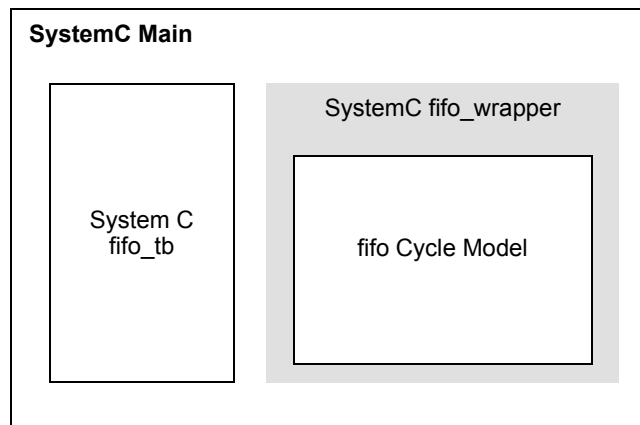 SystemC Main
SystemC fifo_wrapper
System C
fifo_tb
fifo Cycle Model